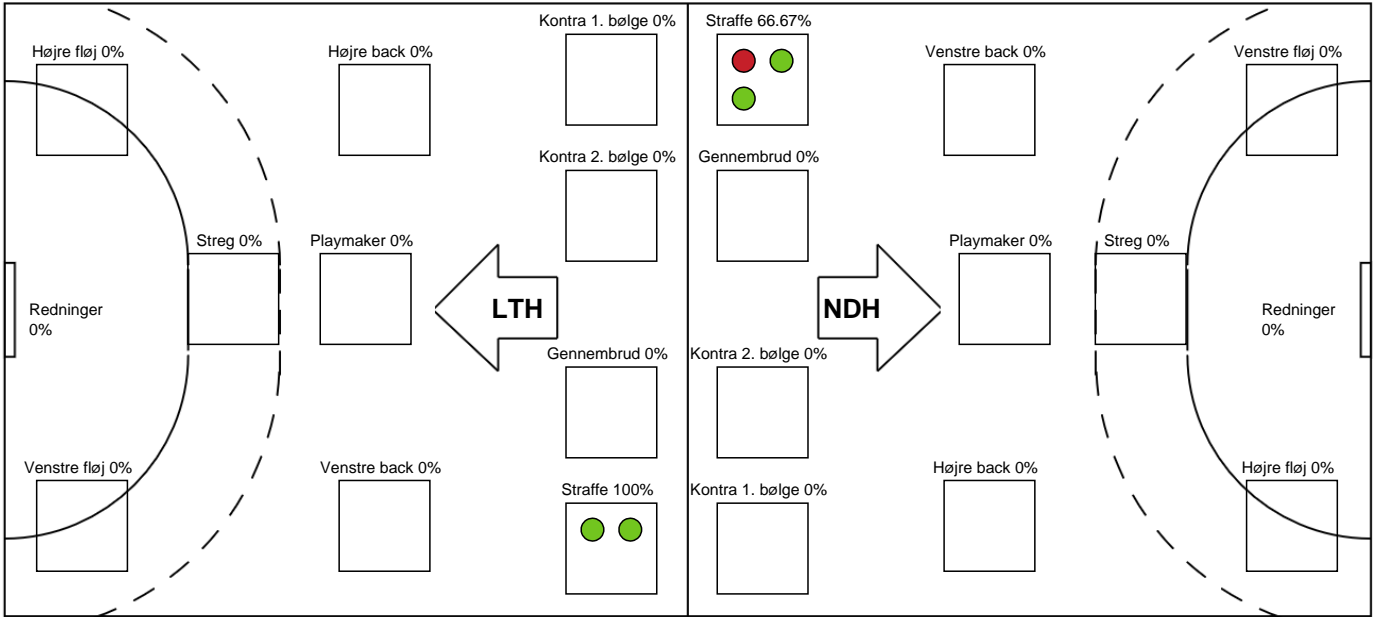 Kontra 1. bølge 0%
Straffe 66.67%
Højre fløj 0%
Højre back 0%
Venstre back 0%
Venstre fløj 0%
Kontra 2. bølge 0%
Gennembrud 0%
Streg 0%
Playmaker 0%
Playmaker 0%
Streg 0%
Redninger
0%
LTH
NDH
Redninger
0%
Gennembrud 0%
Kontra 2. bølge 0%
Venstre fløj 0%
Venstre back 0%
Højre back 0%
Højre fløj 0%
Straffe 100%
Kontra 1. bølge 0%